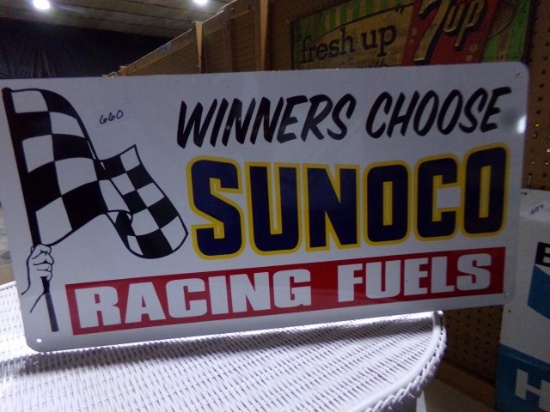 fresh up
7up
660
WINNERS CHOOSE
SUNOCO
RACING FUELS
H